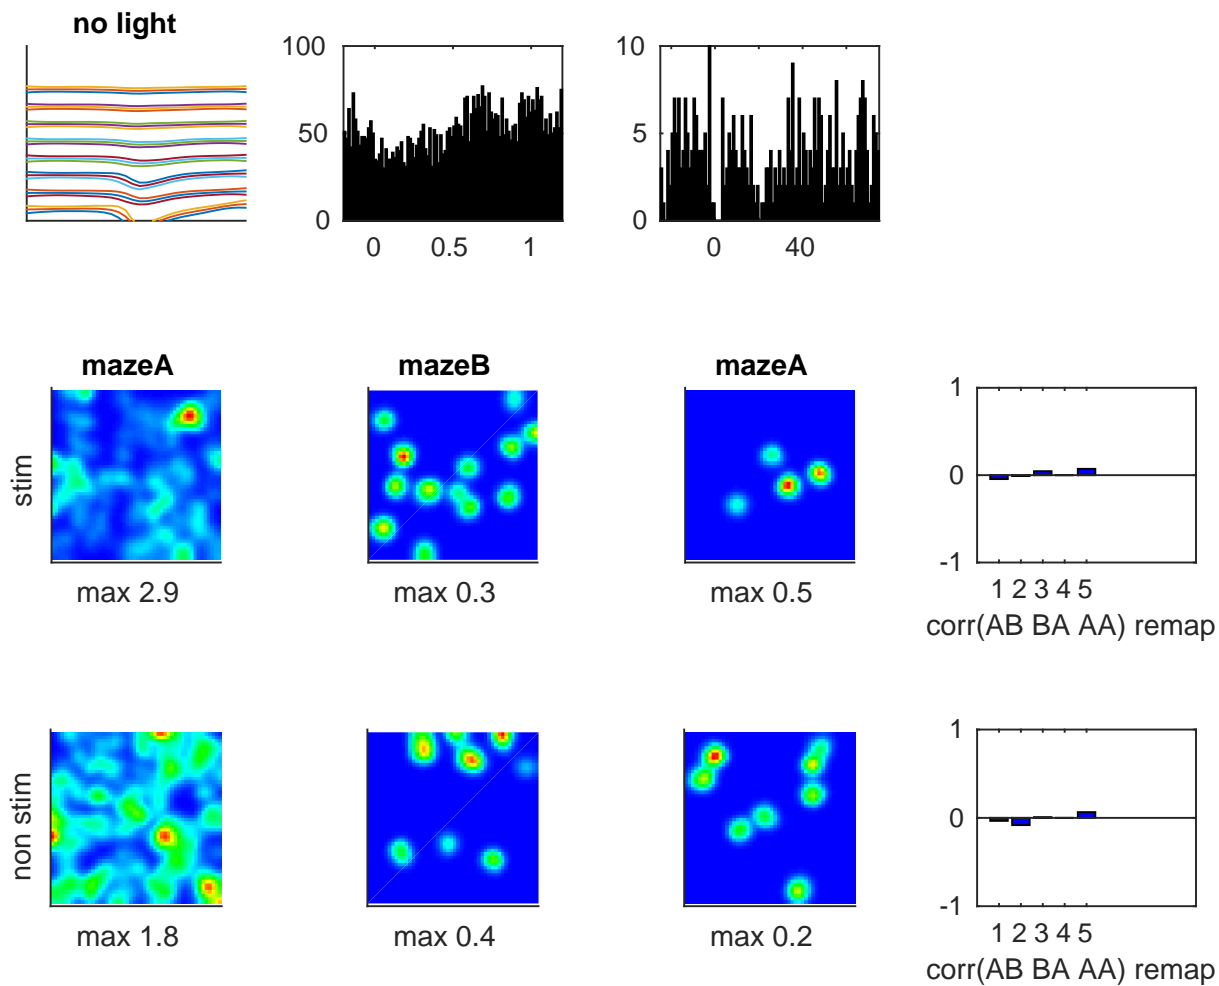 no light
100
50
0
0 0.5 1
10
5
0
0 40
mazeA mazeB mazeA
stim
max 2.9 max 0.3 max 0.5
1
0
-1
1 2 3 4 5
corr(AB BA AA) remap
non stim
max 1.8 max 0.4 max 0.2
1
0
-1
1 2 3 4 5
corr(AB BA AA) remap